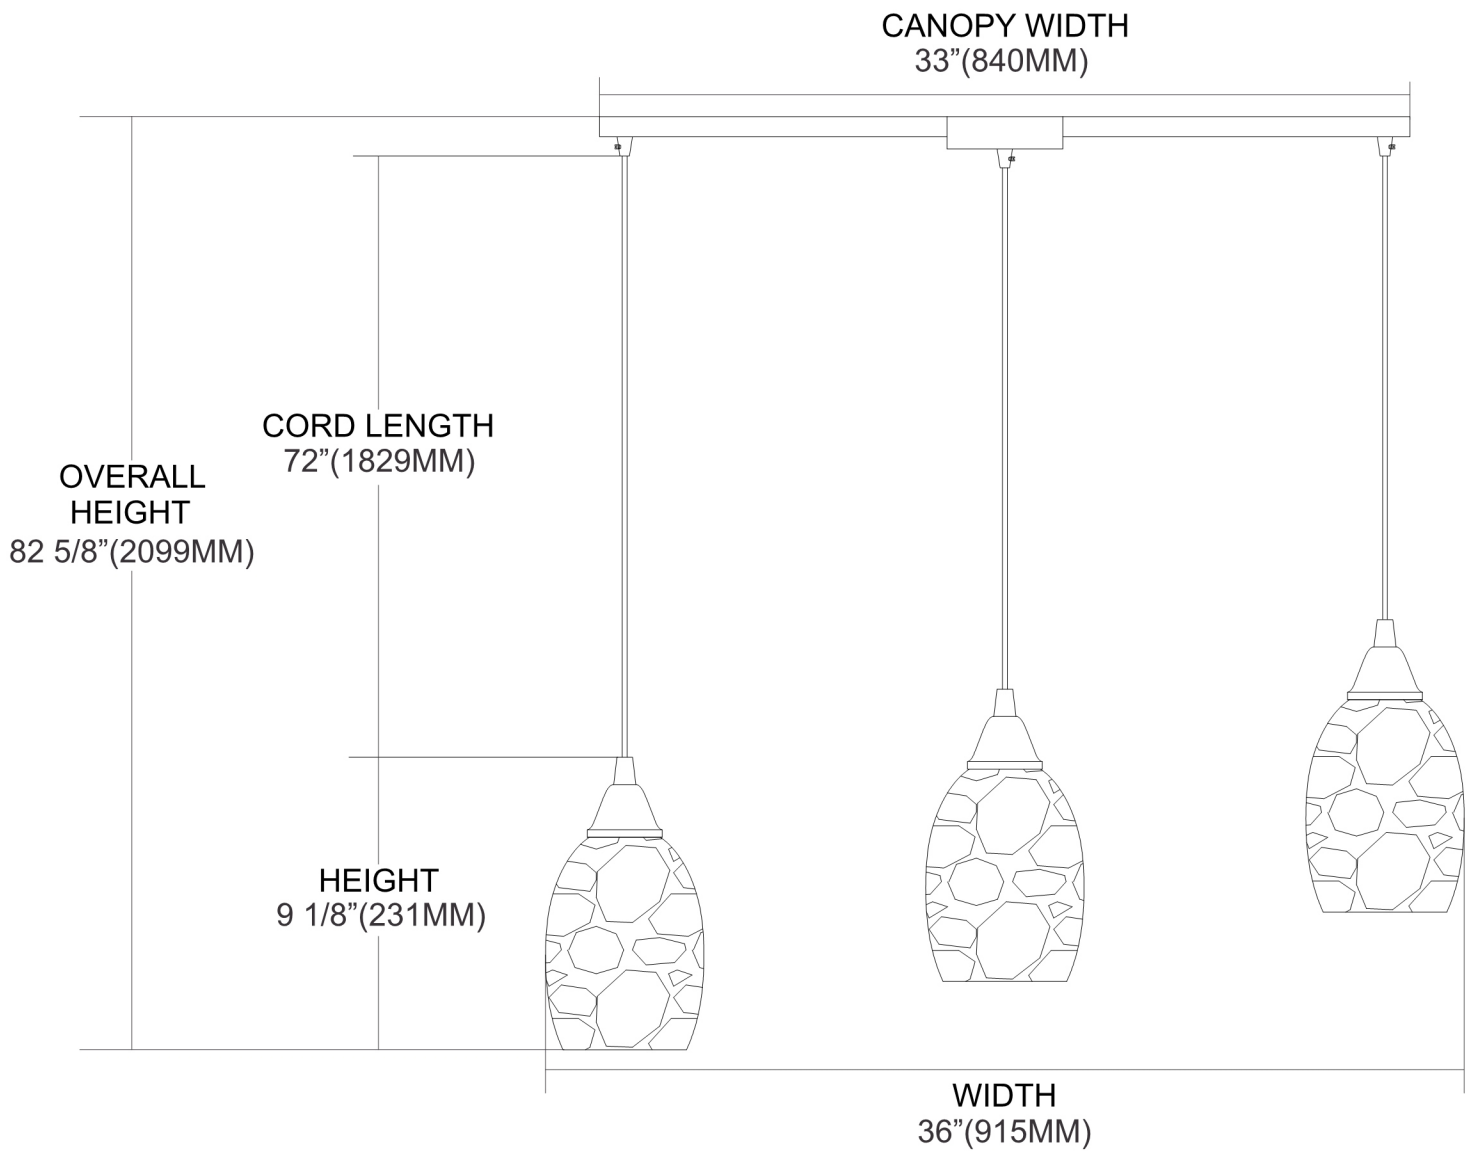 CANOPY WIDTH
33”(840MM)
CORD LENGTH
72”(1829MM)
OVERALL
HEIGHT
82 5/8”(2099MM)
HEIGHT
9 1/8”(231MM)
WIDTH
36”(915MM)